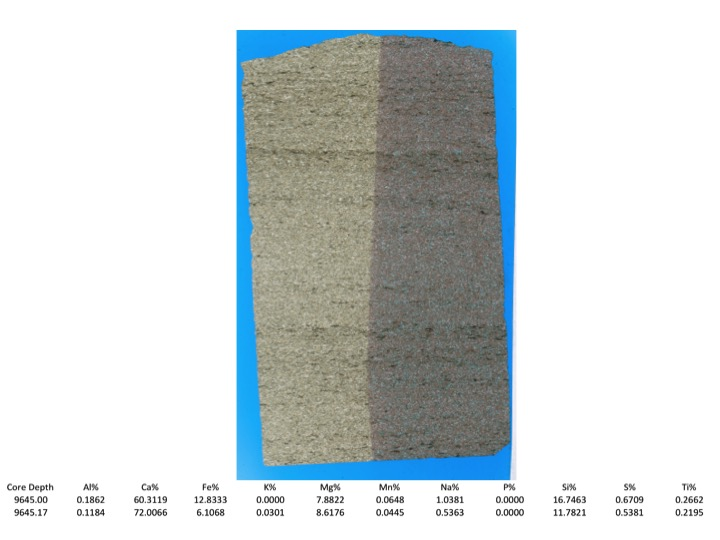 Core Depth Al% Ca% Fe% K% Mg% Mn% Na% P% Si% S% Ti%
9645.00 0.1862 60.3119 12.8333 0.0000 7.8822 0.0648 1.0381 0.0000 16.7463 0.6709 0.2662
9645.17 0.1184 72.0066 6.1068 0.0301 8.6176 0.0445 0.5363 0.0000 11.7821 0.5381 0.2195